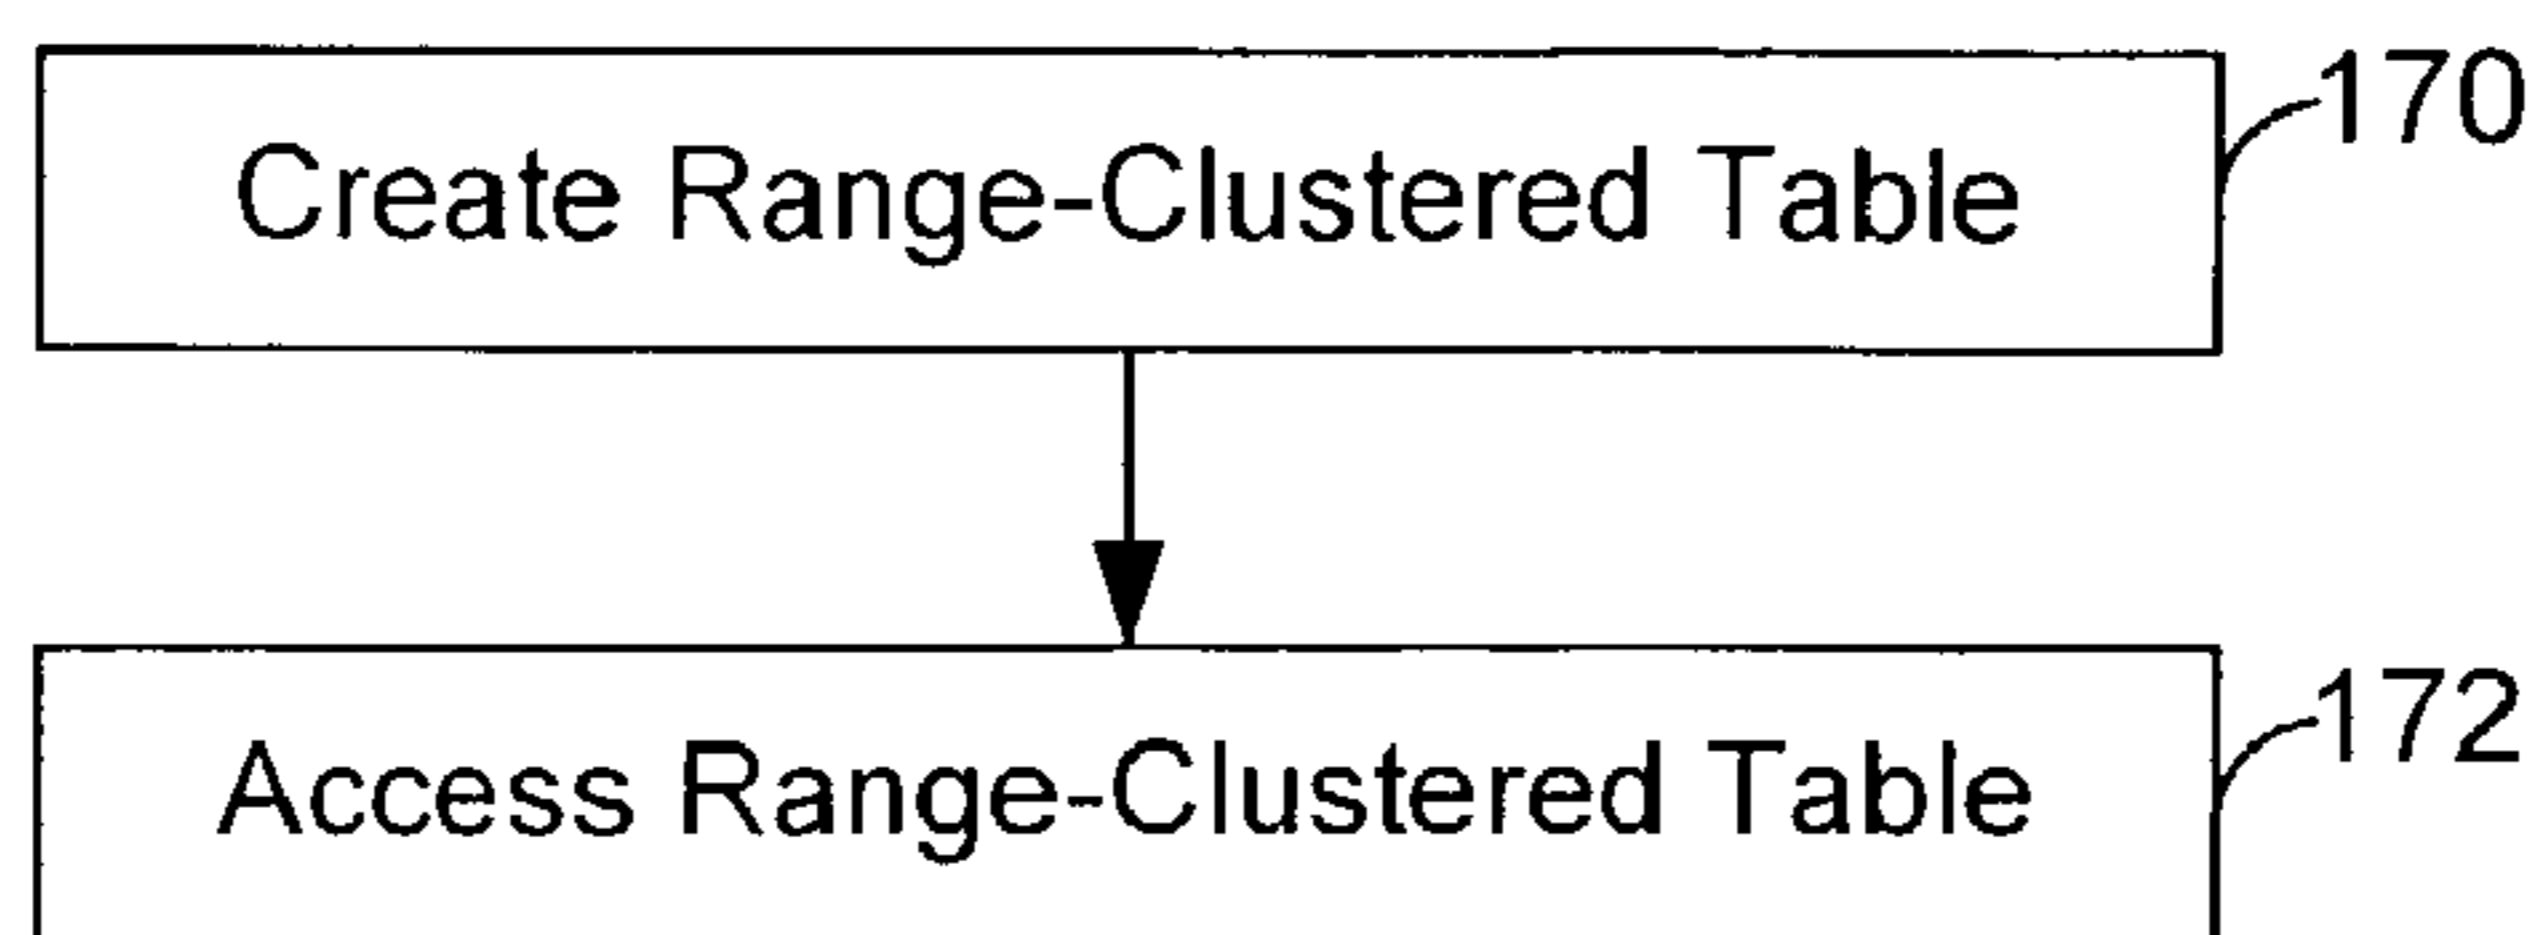 170
Create Range-Clustered Table
172
Access Range-Clustered Table